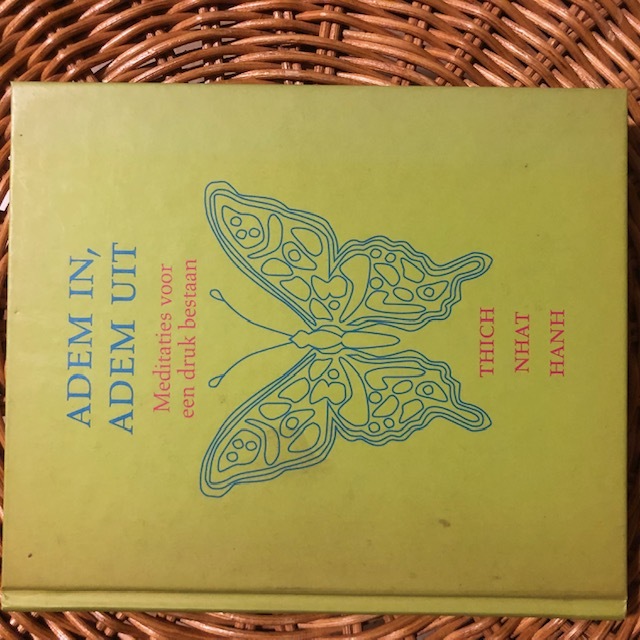 ADEM IN,
ADEM UIT
Meditaties voor
een druk bestaan
THICH
NHAT
HANH